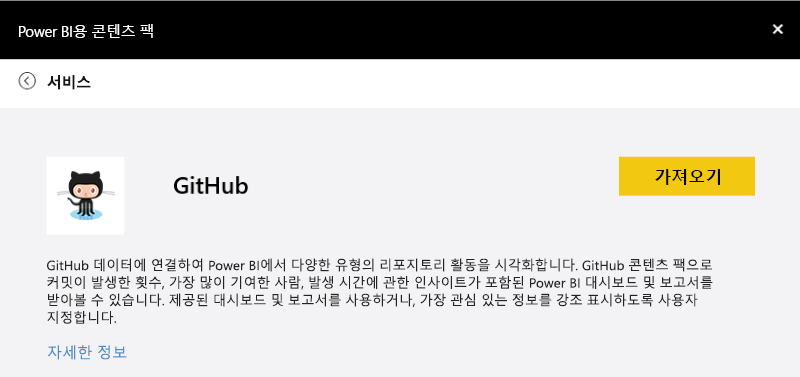 Power BI용 콘텐츠 팩
서비스
GitHub
가져오기
GitHub 데이터에 연결하여 Power BI에서 다양한 유형의 리포지토리 활동을 시각화합니다. GitHub 콘텐츠 팩으로
커밋이 발생한 횟수, 가장 많이 기여한 사람, 발생 시간에 관한 인사이트가 포함된 Power BI 대시보드 및 보고서를
받아볼 수 있습니다. 제공된 대시보드 및 보고서를 사용하거나, 가장 관심 있는 정보를 강조 표시하도록 사용자
지정합니다.
자세한 정보